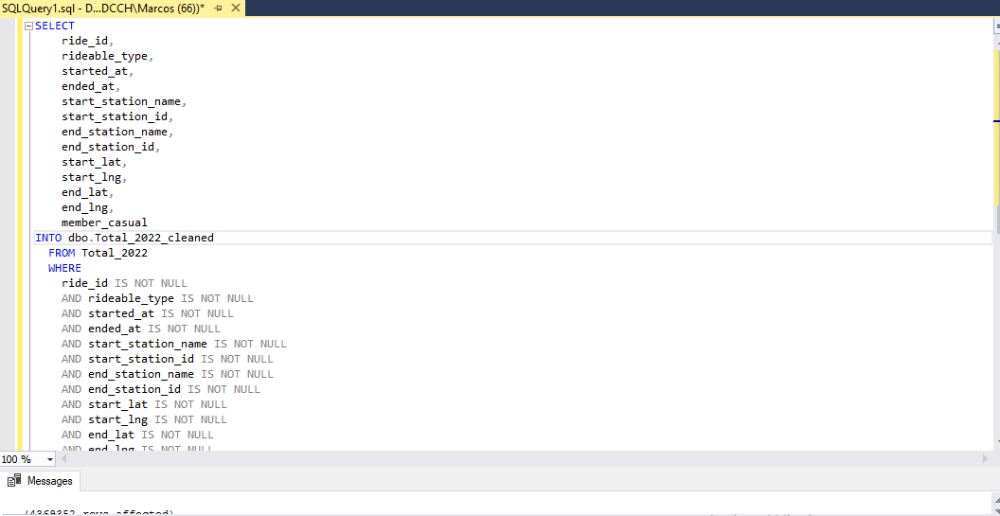 SQLQuery1.sql - D...DCCH\Marcos (66))*
SELECT
ride_id,
rideable_type,
started_at,
ended_at,
start_station_name,
start_station_id,
end_station_name,
end_station_id,
start_lat,
start_lng,
end_lat,
end_lng,
member_casual
INTO dbo.Total_2022_cleaned
FROM Total_2022
WHERE
ride_id IS NOT NULL
AND rideable_type IS NOT NULL
AND started_at IS NOT NULL
AND ended_at IS NOT NULL
AND start_station_name IS NOT NULL
AND start_station_id IS NOT NULL
AND end_station_name IS NOT NULL
AND end_station_id IS NOT NULL
AND start_lat IS NOT NULL
AND start_lng IS NOT NULL
AND end_lat IS NOT NULL
AND end_lng IS NOT NULL
100 %
Messages
(4369352 rows affected)